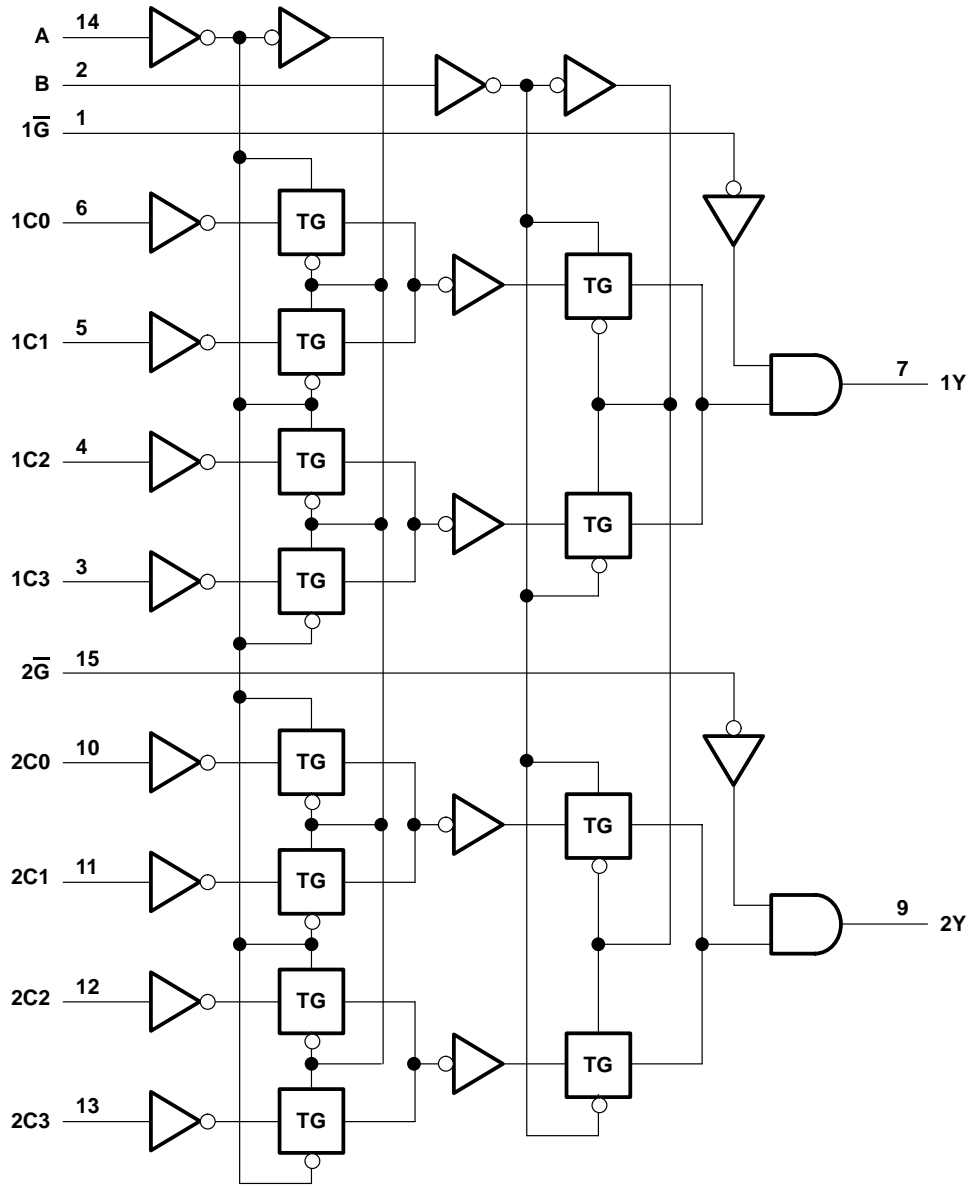 A 14
B 2
1G̅ 1
1C0 6 TG
TG
1C1 5 TG
7 1Y
1C2 4 TG
TG
1C3 3 TG
2G̅ 15
2C0 10 TG
TG
2C1 11 TG
9 2Y
2C2 12 TG
TG
2C3 13 TG